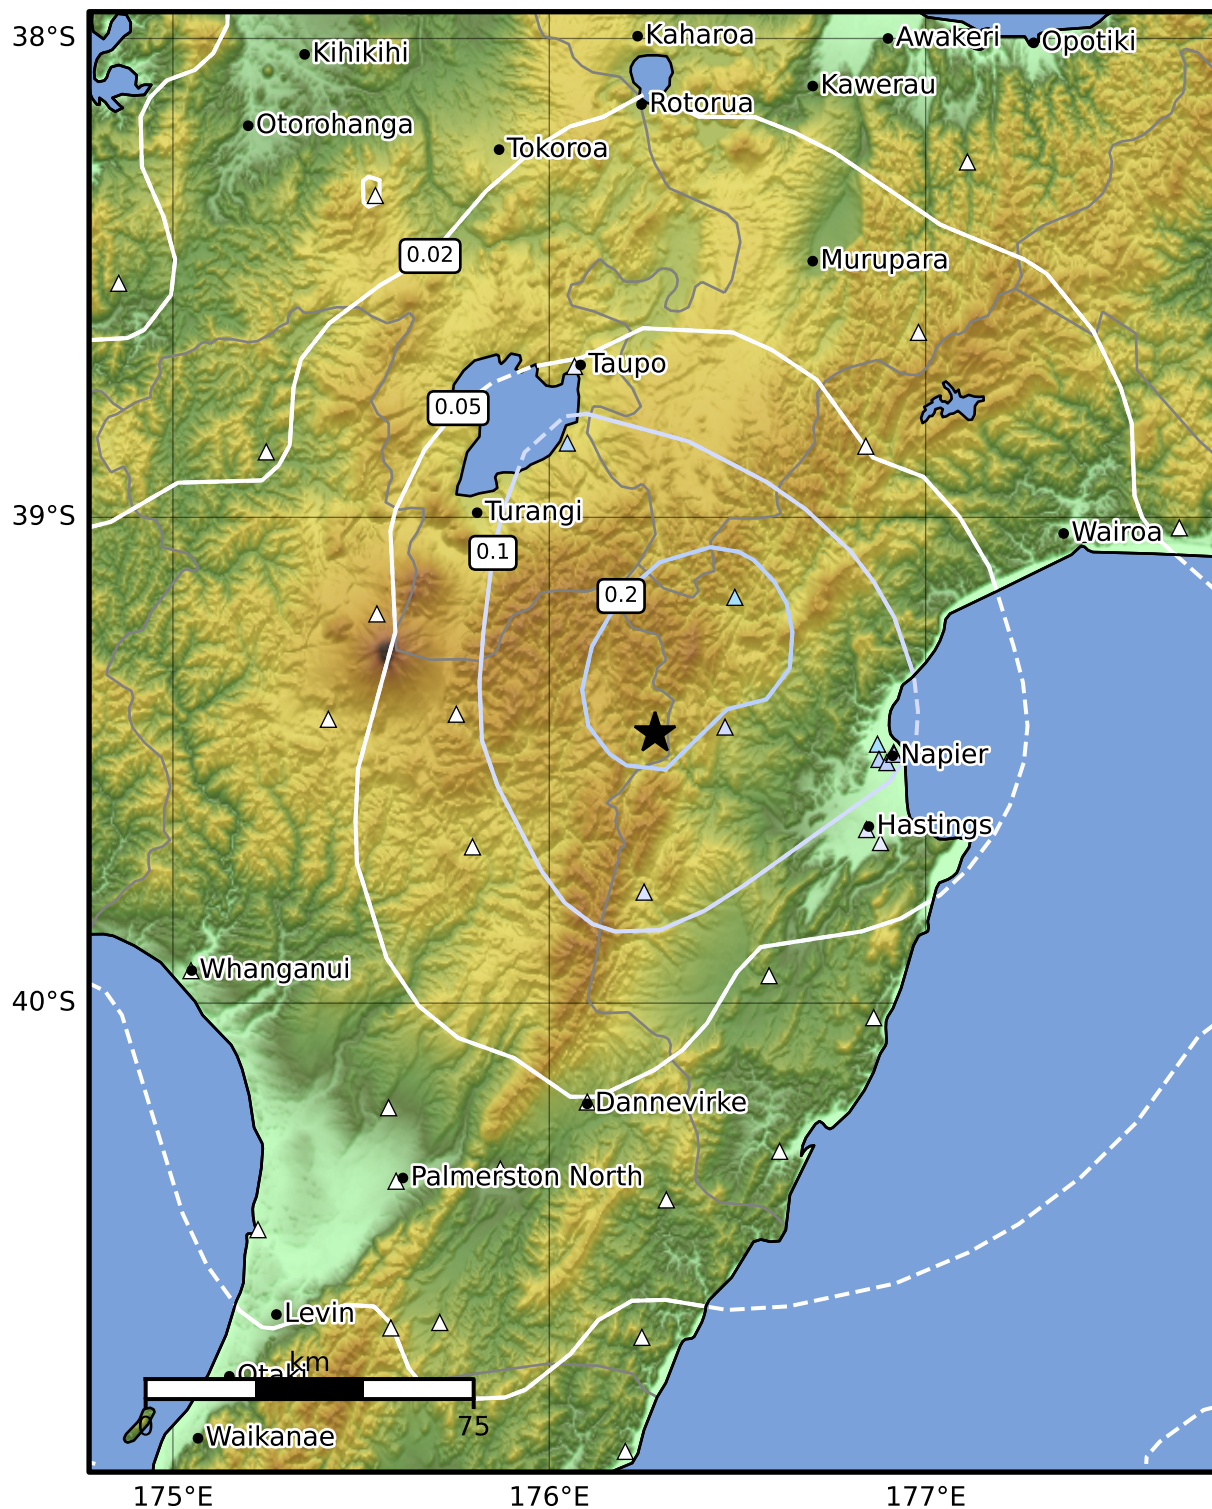 38°S
Kaharoa
Awakeri
Opotiki
Kihikihi
Kawerau
Rotorua
Otorohanga
Tokoroa
0.02
Murupara
Taupo
0.05
Turangi
39°S
Wairoa
0.1
0.2
Napier
Hastings
Whanganui
40°S
Dannevirke
Palmerston North
Levin
km
Otaki
0
75
Waikanae
175°E
176°E
177°E